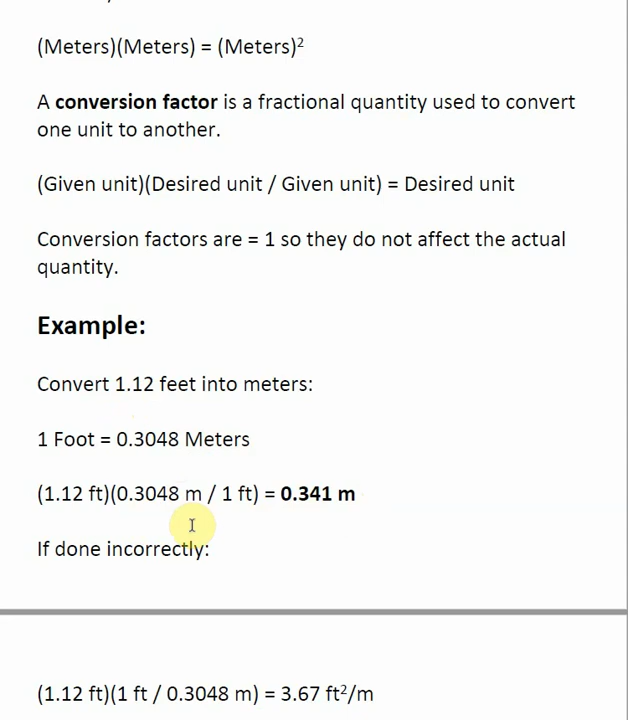 (Meters)(Meters) = (Meters)²
A conversion factor is a fractional quantity used to convert
one unit to another.
(Given unit)(Desired unit / Given unit) = Desired unit
Conversion factors are = 1 so they do not affect the actual
quantity.
Example:
Convert 1.12 feet into meters:
1 Foot = 0.3048 Meters
(1.12 ft)(0.3048 m / 1 ft) = 0.341 m
If done incorrectly:
(1.12 ft)(1 ft / 0.3048 m) = 3.67 ft²/m